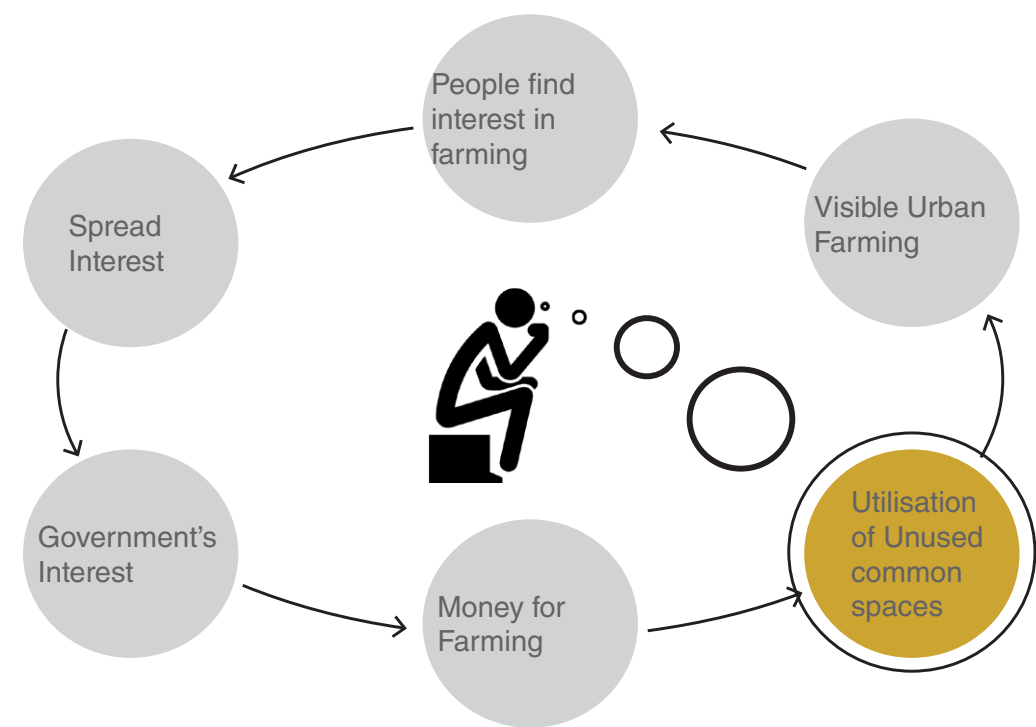 People find
interest in
farming
Visible Urban
Farming
Spread
Interest
Utilisation
of Unused
common
spaces
Government’s
Interest
Money for
Farming